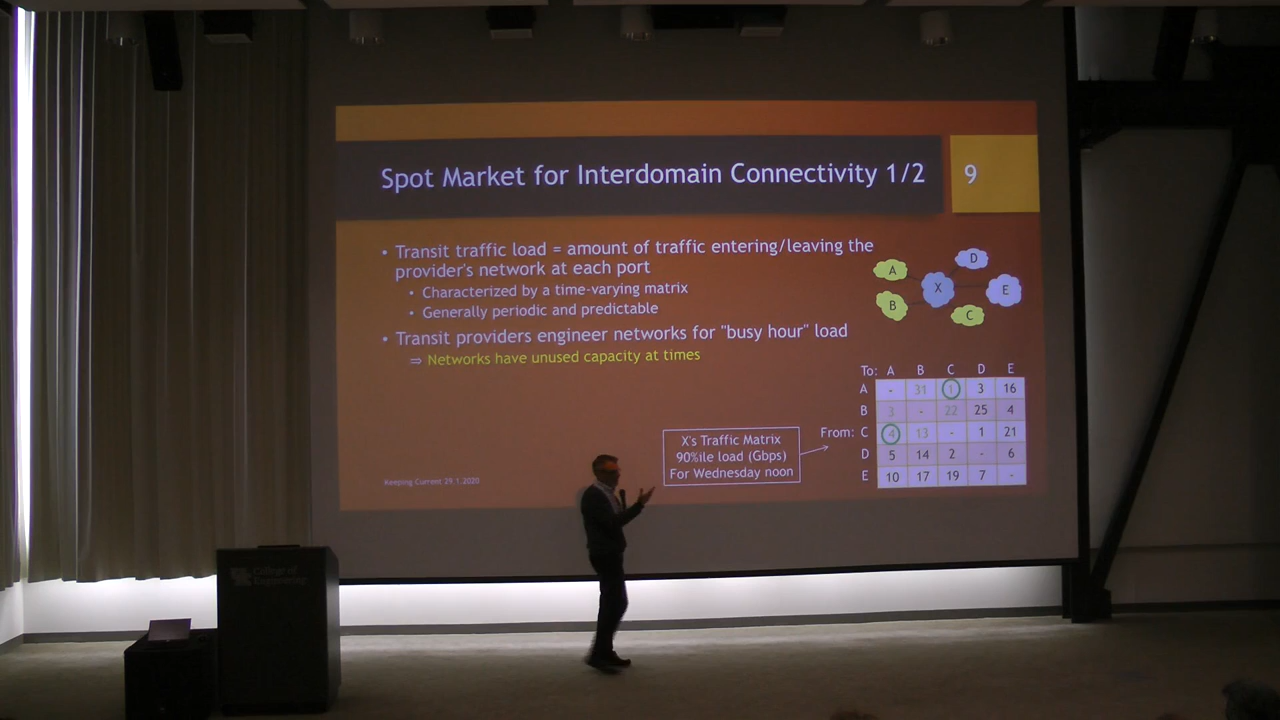 Spot Market for Interdomain Connectivity 1/2
9
• Transit traffic load = amount of traffic entering/leaving the
provider's network at each port
• Characterized by a time-varying matrix
• Generally periodic and predictable
• Transit providers engineer networks for "busy hour" load
⇒ Networks have unused capacity at times
A
D
X
E
B
C
To: A B C D E
A - 31 1 3 16
B 3 - 22 25 4
From: C 4 13 - 1 21
D 5 14 2 - 6
E 10 17 19 7 -
X's Traffic Matrix
90%ile load (Gbps)
For Wednesday noon
Keeping Current 29.1.2020
College of
Engineering